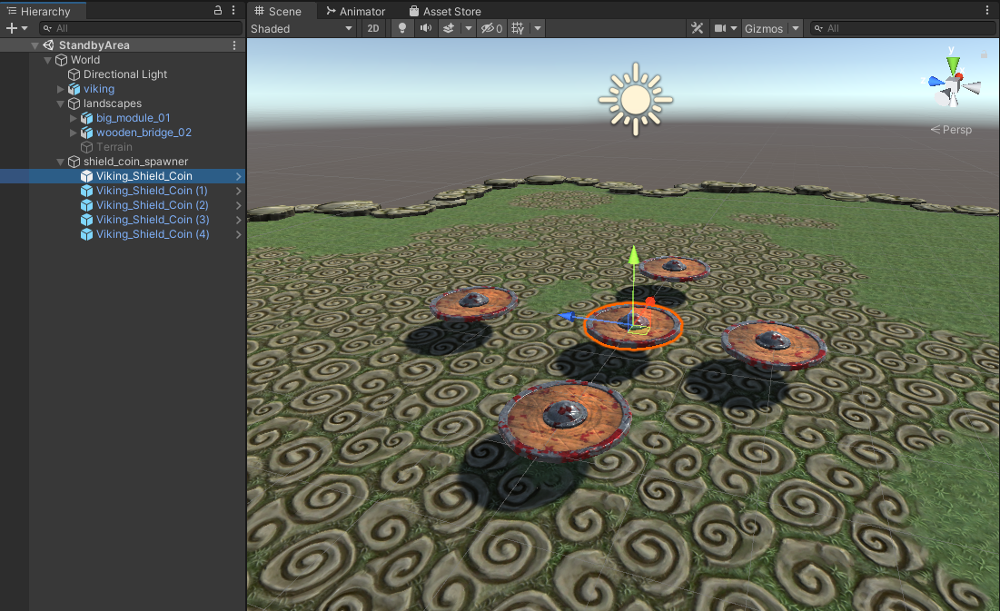 Hierarchy
All
StandbyArea
World
Directional Light
viking
landscapes
big_module_01
wooden_bridge_02
Terrain
shield_coin_spawner
Viking_Shield_Coin
Viking_Shield_Coin (1)
Viking_Shield_Coin (2)
Viking_Shield_Coin (3)
Viking_Shield_Coin (4)
Scene Animator Asset Store
Shaded 2D 0 Gizmos All
y
x
z
Persp